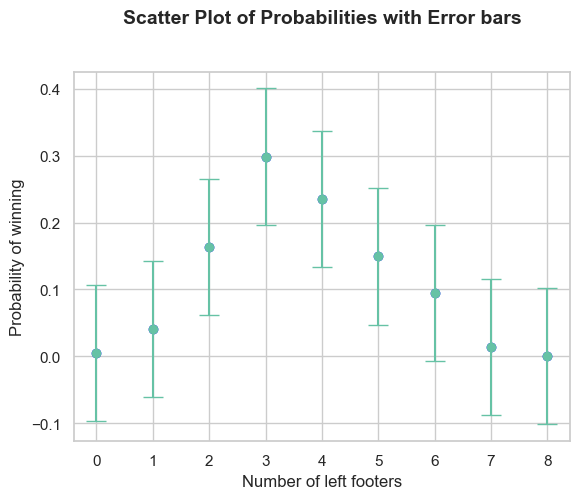 Scatter Plot of Probabilities with Error bars
0.4
0.3
0.2
0.1
0.0
−0.1
Probability of winning
0 1 2 3 4 5 6 7 8
Number of left footers